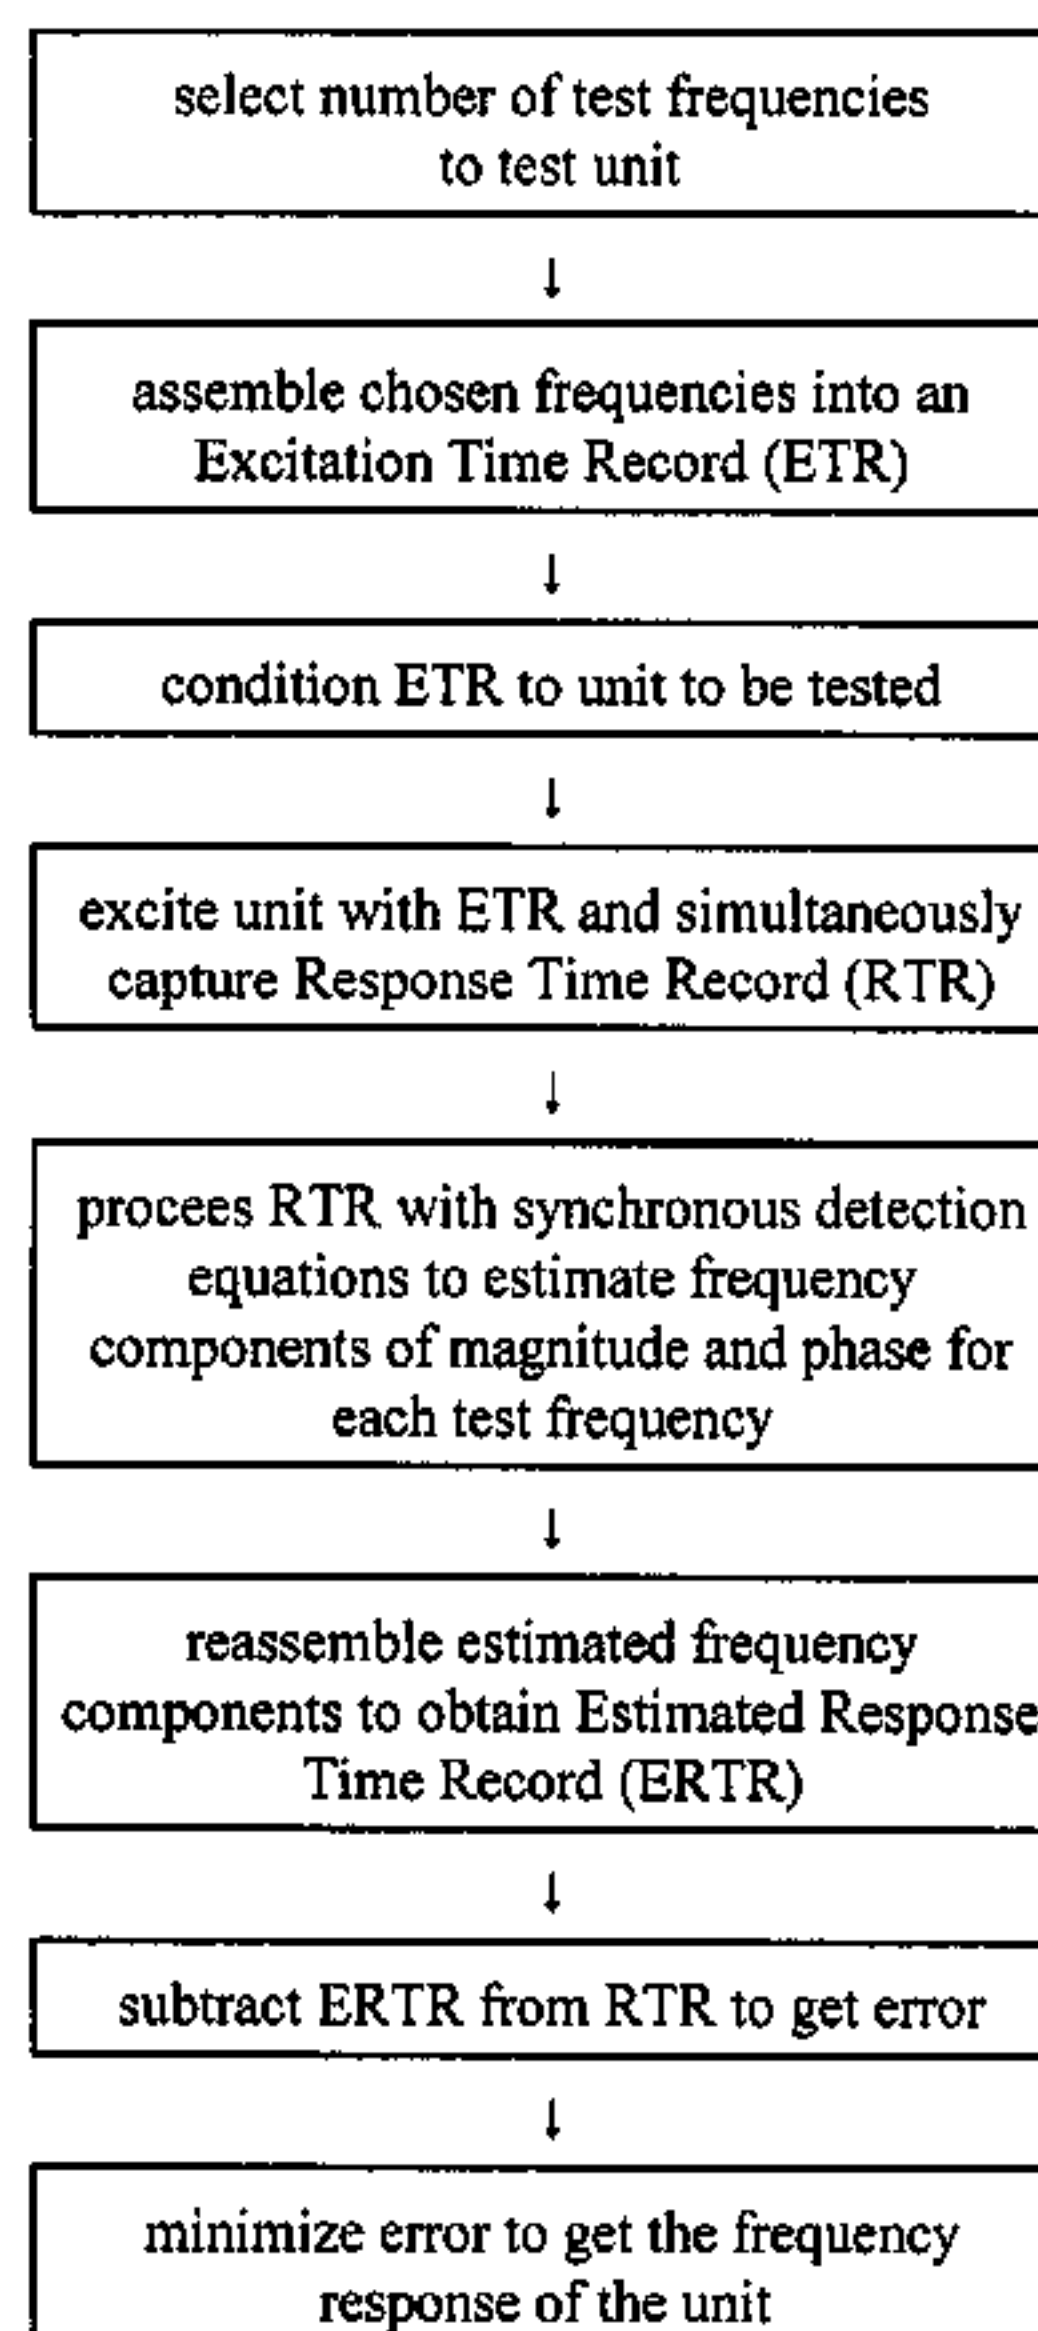 select number of test frequencies
to test unit
assemble chosen frequencies into an
Excitation Time Record (ETR)
condition ETR to unit to be tested
excite unit with ETR and simultaneously
capture Response Time Record (RTR)
procees RTR with synchronous detection
equations to estimate frequency
components of magnitude and phase for
each test frequency
reassemble estimated frequency
components to obtain Estimated Response
Time Record (ERTR)
subtract ERTR from RTR to get error
minimize error to get the frequency
response of the unit